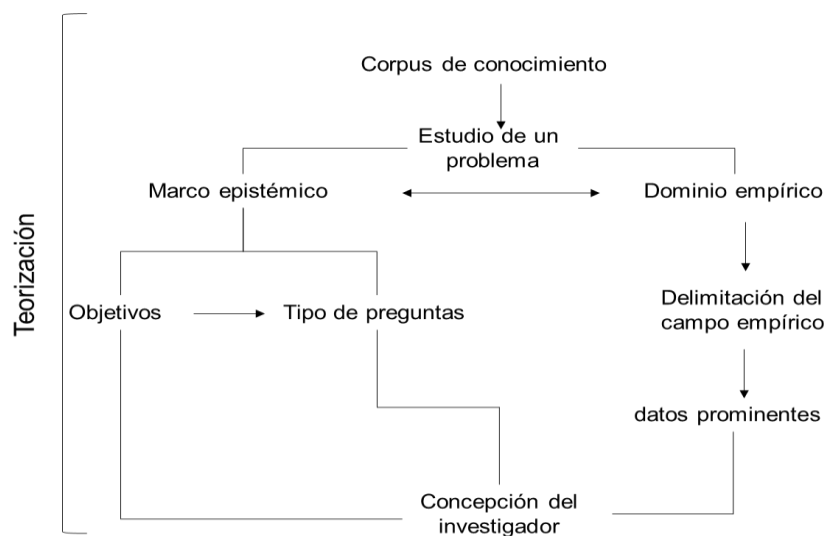 Teorización
Corpus de conocimiento
Estudio de un
problema
Marco epistémico
Dominio empírico
Objetivos
Tipo de preguntas
Delimitación del
campo empírico
datos prominentes
Concepción del
investigador